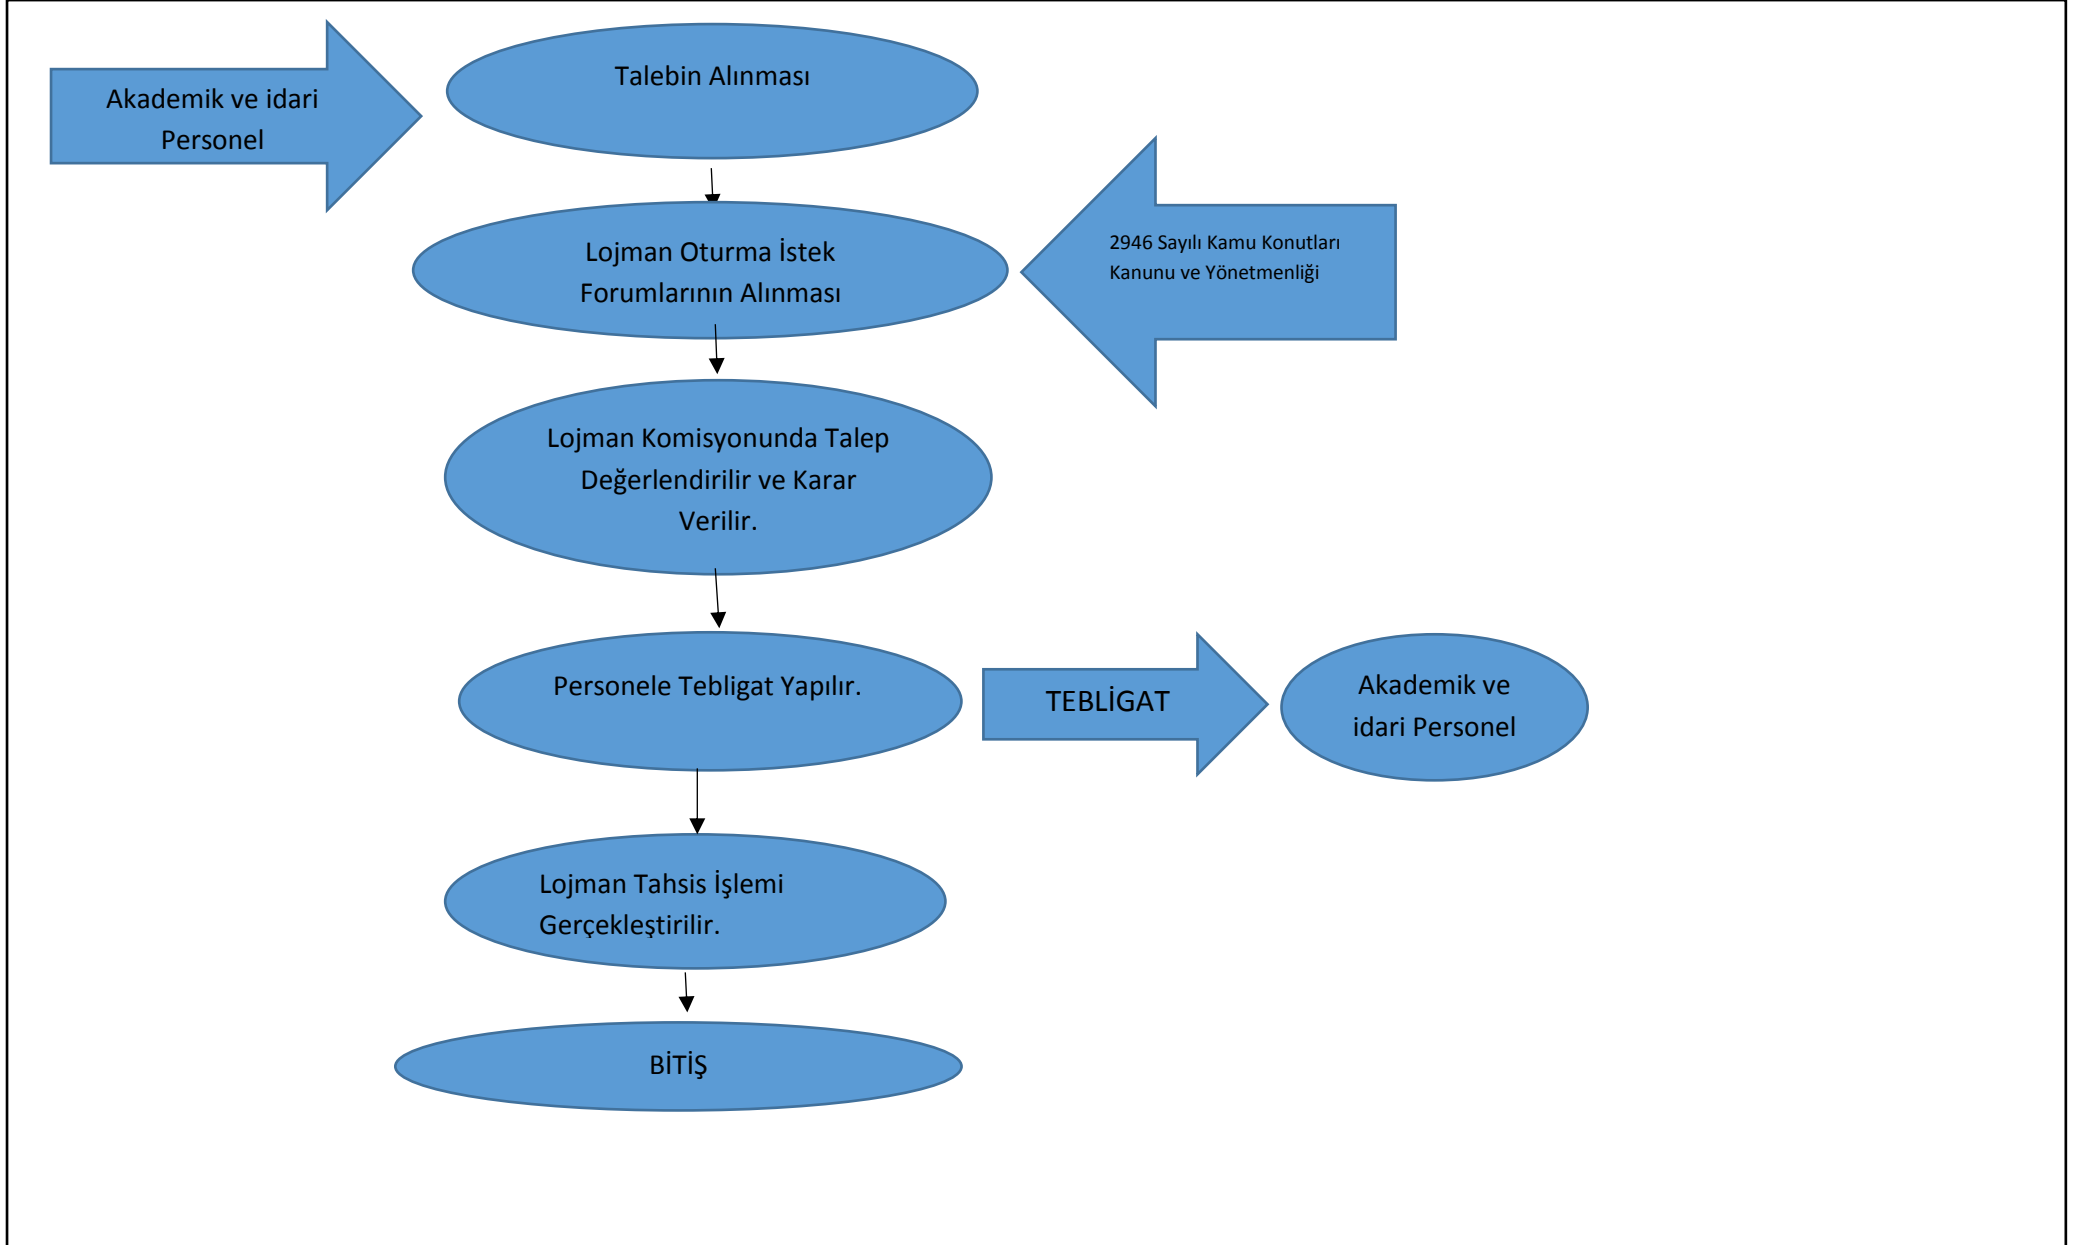 Akademik ve idari
Personel
Talebin Alınması
Lojman Oturma İstek
Forumlarının Alınması
2946 Sayılı Kamu Konutları
Kanunu ve Yönetmenliği
Lojman Komisyonunda Talep
Değerlendirilir ve Karar
Verilir.
Personele Tebligat Yapılır.
TEBLİGAT
Akademik ve
idari Personel
Lojman Tahsis İşlemi
Gerçekleştirilir.
BİTİŞ